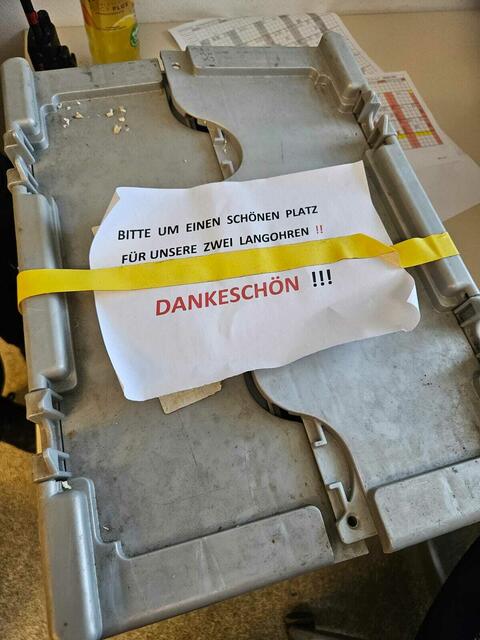 BITTE UM EINEN SCHÖNEN PLATZ
FÜR UNSERE ZWEI LANGOHREN !!
DANKESCHÖN !!!